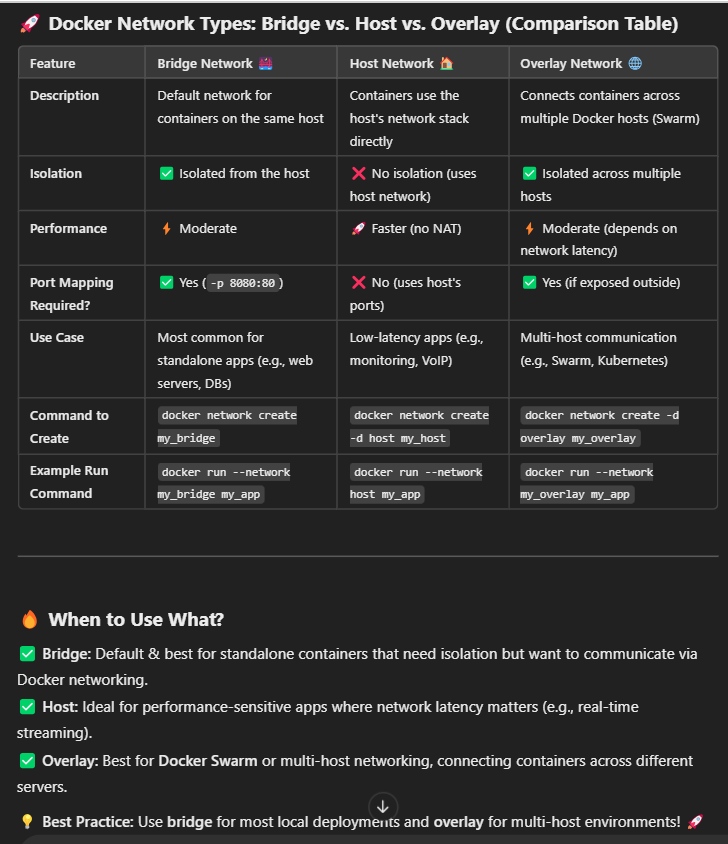 🚀 Docker Network Types: Bridge vs. Host vs. Overlay (Comparison Table)
Feature
Bridge Network
Host Network 🏠
Overlay Network 🌐
Description
Default network for
containers on the same host
Containers use the
host's network stack
directly
Connects containers across
multiple Docker hosts (Swarm)
Isolation
✅ Isolated from the host
❌ No isolation (uses
host network)
✅ Isolated across multiple
hosts
Performance
⚡ Moderate
🚀 Faster (no NAT)
⚡ Moderate (depends on
network latency)
Port Mapping
Required?
✅ Yes (-p 8080:80)
❌ No (uses host's
ports)
✅ Yes (if exposed outside)
Use Case
Most common for
standalone apps (e.g., web
servers, DBs)
Low-latency apps (e.g.,
monitoring, VoIP)
Multi-host communication
(e.g., Swarm, Kubernetes)
Command to
Create
docker network create
my_bridge
docker network create
-d host my_host
docker network create -d
overlay my_overlay
Example Run
Command
docker run --network
my_bridge my_app
docker run --network
host my_app
docker run --network
my_overlay my_app
🔥 When to Use What?
✅ Bridge: Default & best for standalone containers that need isolation but want to communicate via
Docker networking.
✅ Host: Ideal for performance-sensitive apps where network latency matters (e.g., real-time
streaming).
✅ Overlay: Best for Docker Swarm or multi-host networking, connecting containers across different
servers.
💡 Best Practice: Use bridge for most local deployments and overlay for multi-host environments! 🚀